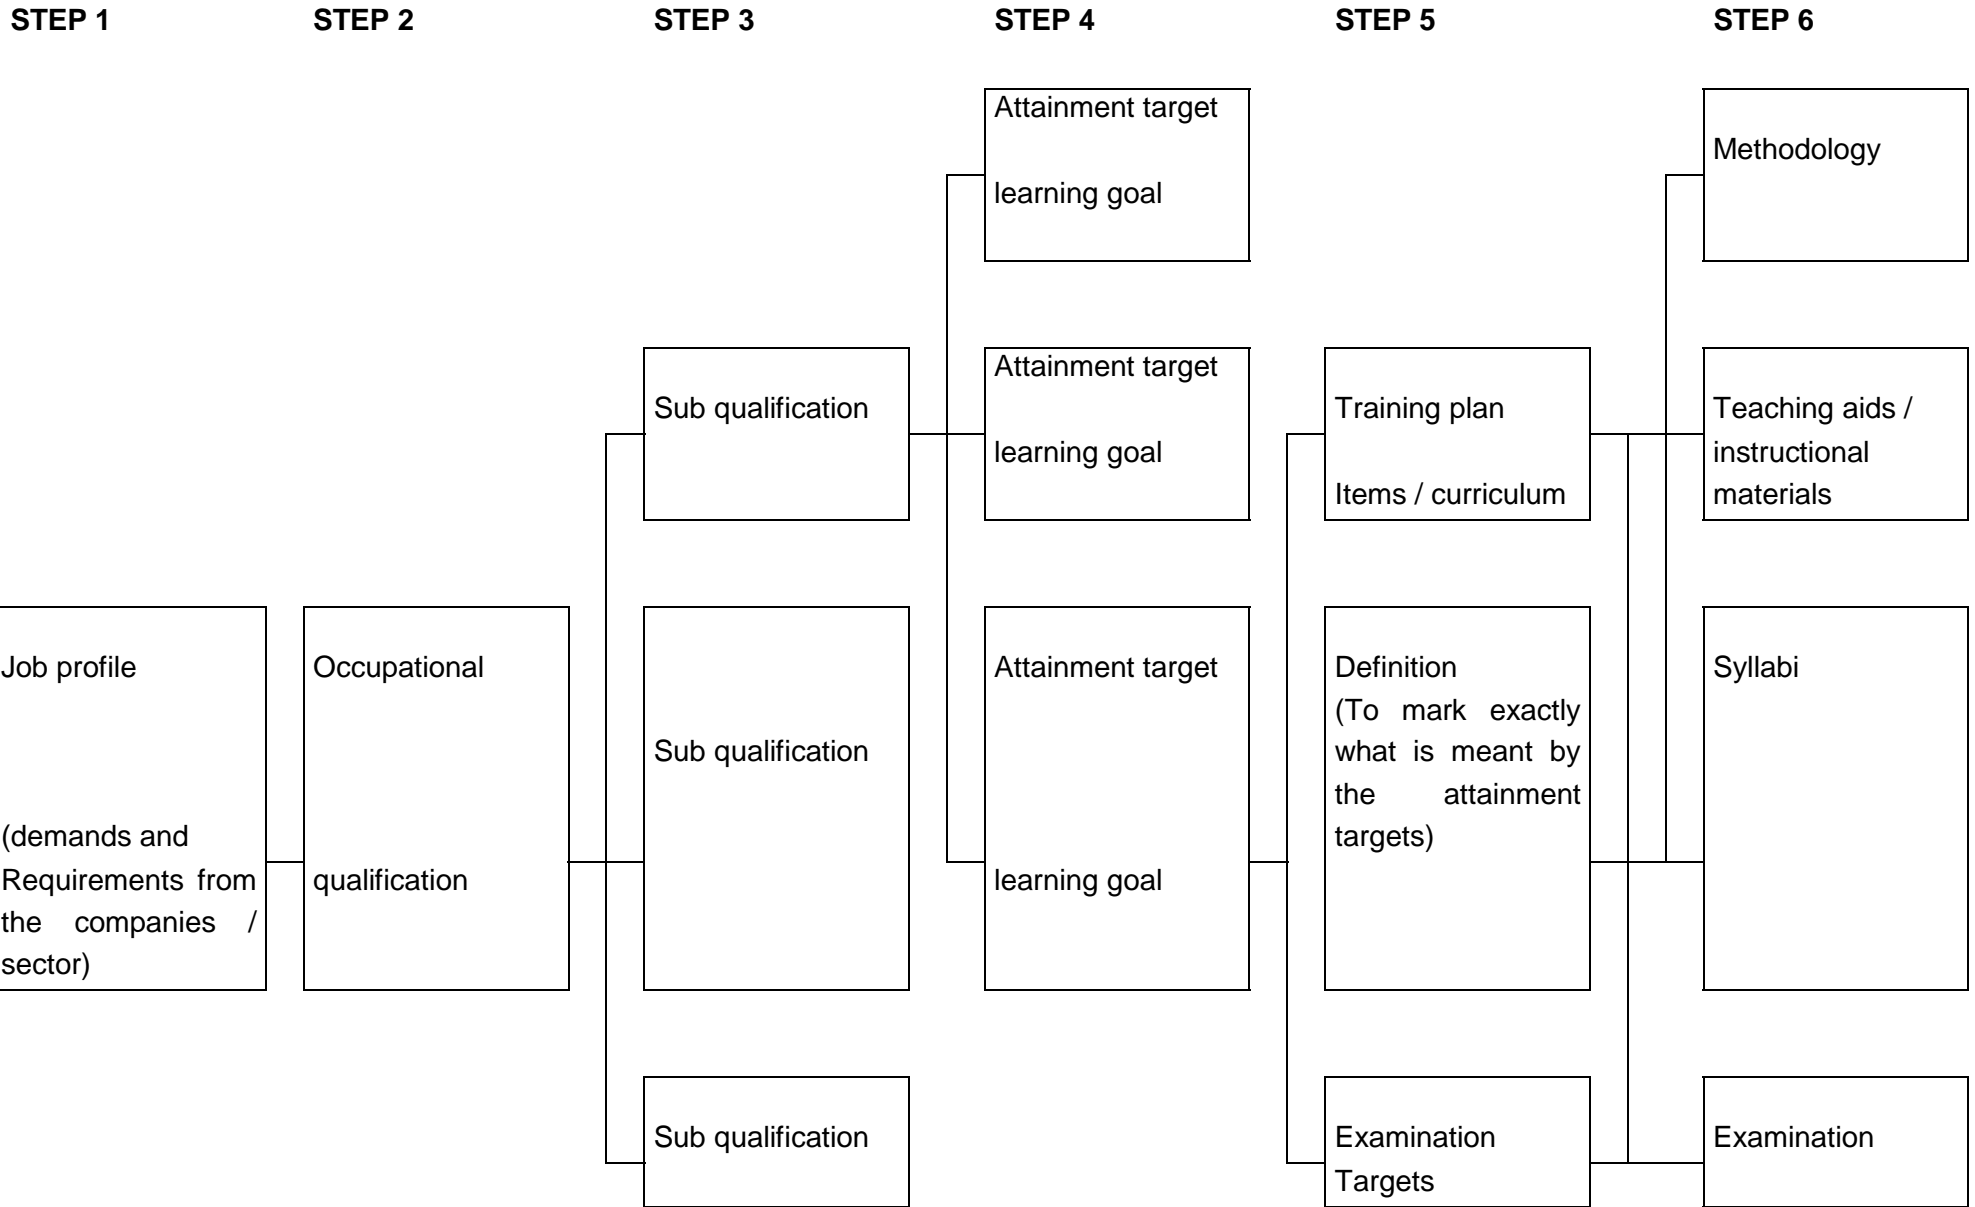 STEP 1
STEP 2
STEP 3
STEP 4
STEP 5
STEP 6
Job profile
(demands and
Requirements from
the companies /
sector)
Occupational
qualification
Sub qualification
Sub qualification
Sub qualification
Attainment target
learning goal
Attainment target
learning goal
Attainment target
learning goal
Training plan
Items / curriculum
Definition
(To mark exactly
what is meant by
the attainment
targets)
Examination
Targets
Methodology
Teaching aids /
instructional
materials
Syllabi
Examination